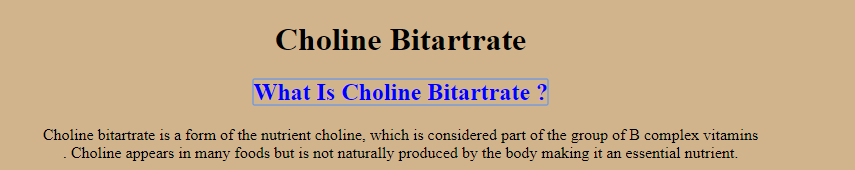 Choline Bitartrate
What Is Choline Bitartrate ?
Choline bitartrate is a form of the nutrient choline, which is considered part of the group of B complex vitamins
. Choline appears in many foods but is not naturally produced by the body making it an essential nutrient.